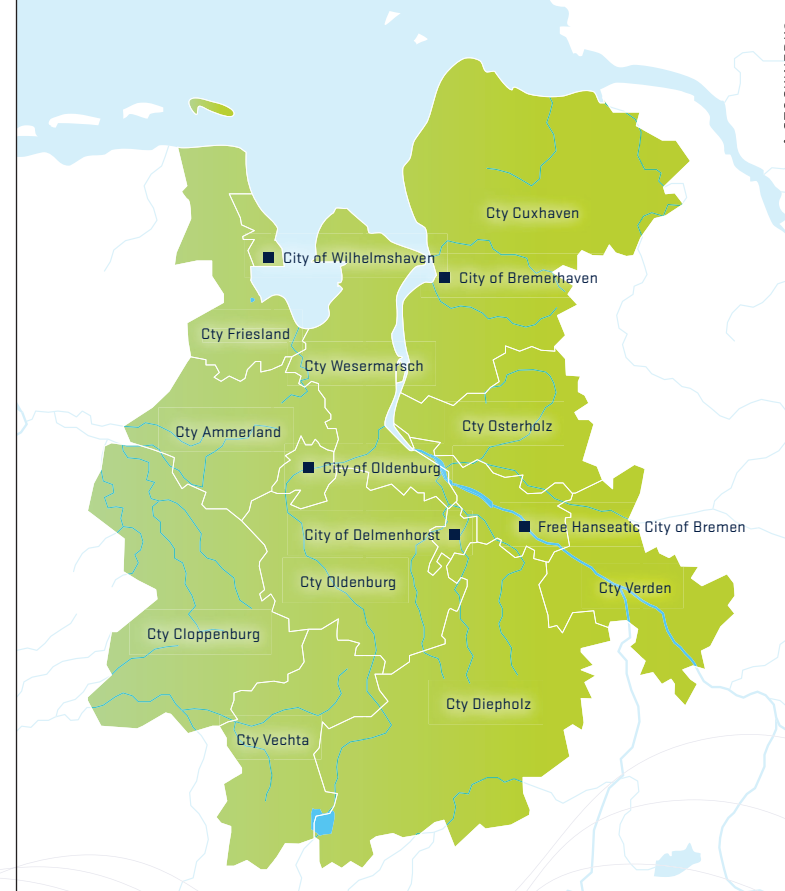 Cty Cuxhaven
City of Wilhelmshaven
City of Bremerhaven
Cty Friesland
Cty Wesermarsch
Cty Ammerland
Cty Osterholz
City of Oldenburg
Free Hanseatic City of Bremen
City of Delmenhorst
Cty Oldenburg
Cty Verden
Cty Cloppenburg
Cty Diepholz
Cty Vechta